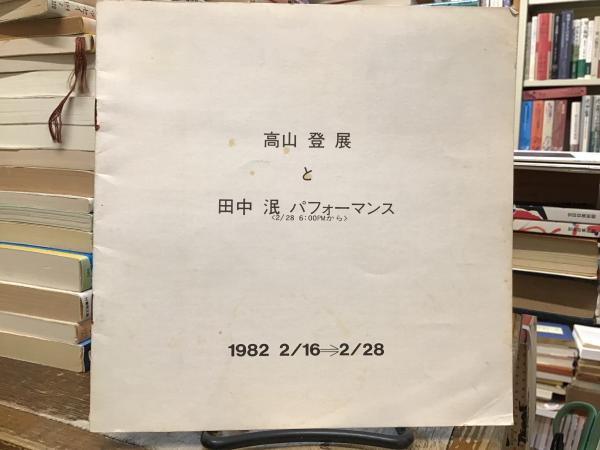 高山 登 展
と
田中 泯 パフォーマンス
<2/28 6:00PMから>
1982 2/16⇒2/28